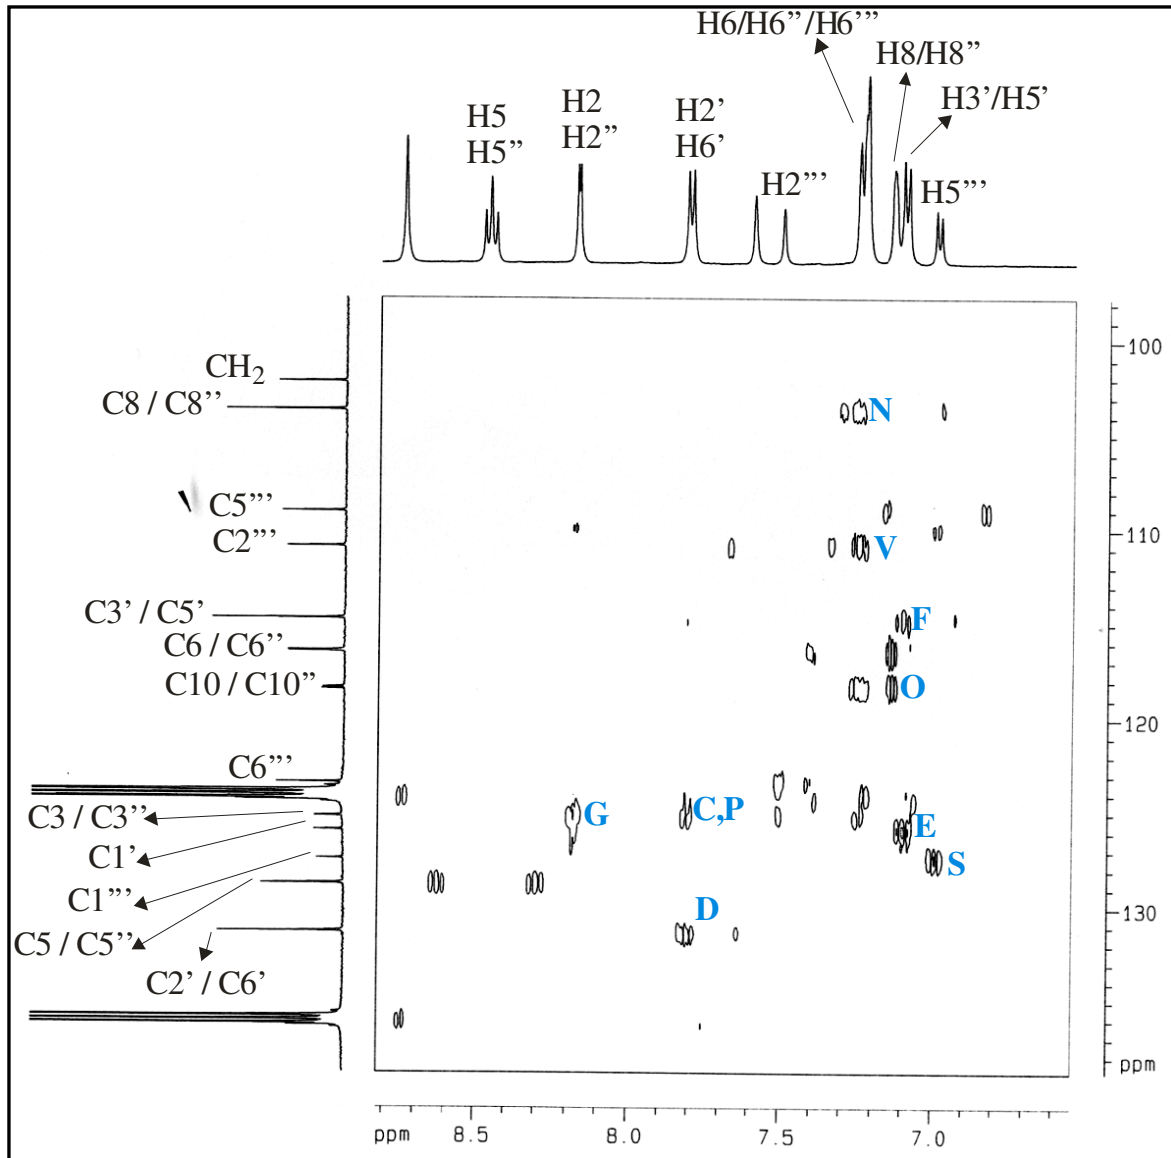 H6/H6”/H6’”
H8/H8”
H3’/H5’
H5
H5”
H2
H2”
H2’
H6’
H2’”
H5’”
CH2
C8 / C8”
C5’”
C2’”
C3’ / C5’
C6 / C6”
C10 / C10”
C6’”
C3 / C3”
C1’
C1’”
C5 / C5”
C2’ / C6’
N
V
F
O
G
C,P
E
S
D
100
110
120
130
ppm
ppm
8.5
8.0
7.5
7.0